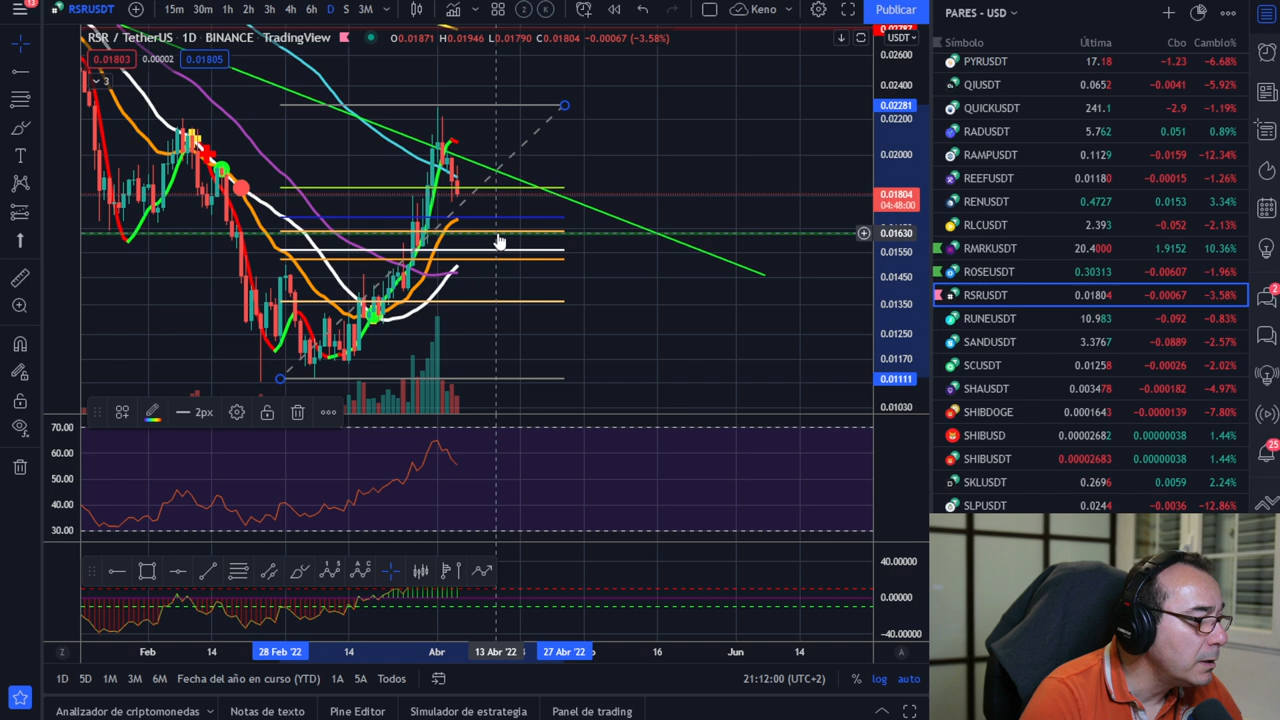 13
RSRUSDT
15m 30m 1h 2h 3h 4h 6h D S 3M
2 K
Keno
Publicar
PARES - USD
RSR / TetherUS 1D BINANCE TradingView
O0.01871 H0.01946 L0.01790 C0.01804 -0.00067 (-3.58%)
USDT
0.01803 0.00002 0.01805
3
0.02600
0.02400
0.02281
0.02200
0.02000
0.01804
04:48:00
0.01630
0.01550
0.01450
0.01350
0.01250
0.01170
0.01111
0.01030
2px
70.00
60.00
50.00
40.00
30.00
40.00000
0.00000
-40.00000
Z
Feb 14 28 Feb '22 14 Abr 13 Abr '22 27 Abr '22 16 Jun 14
A
1D 5D 1M 3M 6M Fecha del año en curso (YTD) 1A 5A Todos
21:12:00 (UTC+2) % log auto
Analizador de criptomonedas Notas de texto Pine Editor Simulador de estrategia Panel de trading
Símbolo Última Cbo Cambio%
PYRUSDT 17.18 -1.23 -6.68%
QIUSDT 0.0652 -0.0041 -5.92%
QUICKUSDT 241.1 -2.9 -1.19%
RADUSDT 5.762 0.051 0.89%
RAMPUSDT 0.1129 -0.0159 -12.34%
REEFUSDT 0.01180 -0.00015 -1.26%
RENUSDT 0.4727 0.0153 3.34%
RLCUSDT 2.393 -0.052 -2.13%
RMRKUSDT 20.4000 1.9152 10.36%
ROSEUSDT 0.30313 -0.00607 -1.96%
RSRUSDT 0.01804 -0.00067 -3.58%
RUNEUSDT 10.983 -0.092 -0.83%
SANDUSDT 3.3767 -0.0889 -2.57%
SCUSDT 0.01258 -0.00026 -2.02%
SHAUSDT 0.003478 -0.000182 -4.97%
SHIBDOGE 0.0001643 -0.0000139 -7.80%
SHIBUSD 0.00002682 0.00000038 1.44%
SHIBUSDT 0.00002683 0.00000038 1.44%
SKLUSDT 0.2696 0.0059 2.24%
SLPUSDT 0.0244 -0.0036 -12.86%
2
25